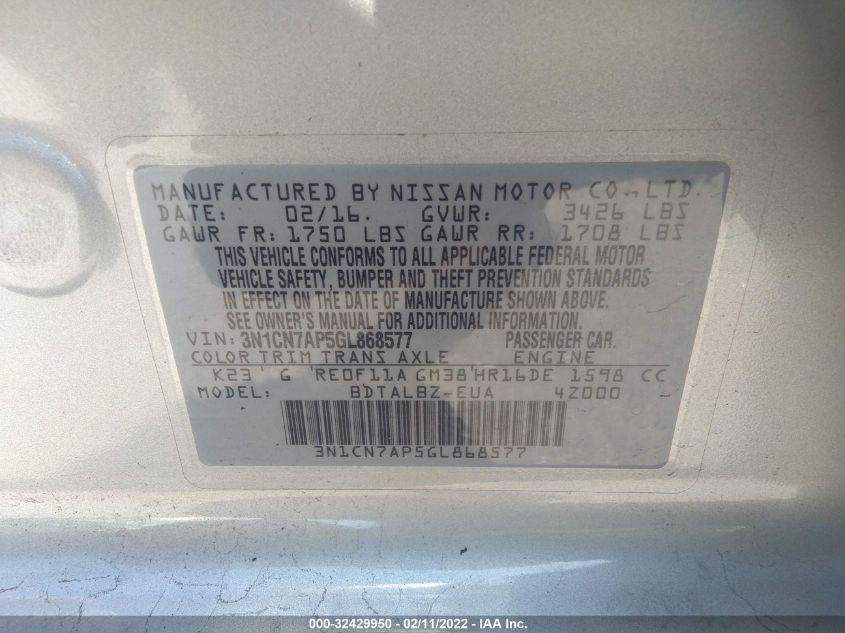 MANUFACTURED BY NISSAN MOTOR CO., LTD.
DATE: 02/16. GVWR: 3426 LBS
GAWR FR: 1750 LBS GAWR RR: 1708 LBS
THIS VEHICLE CONFORMS TO ALL APPLICABLE FEDERAL MOTOR
VEHICLE SAFETY, BUMPER AND THEFT PREVENTION STANDARDS
IN EFFECT ON THE DATE OF MANUFACTURE SHOWN ABOVE.
SEE OWNER'S MANUAL FOR ADDITIONAL INFORMATION.
VIN: 3N1CN7AP5GL868577 PASSENGER CAR.
COLOR TRIM TRANS AXLE ENGINE
K23 G RE0F11A GM38 HR16DE 1598 CC
MODEL: BDTALBZ-EUA 4Z000 -
3N1CN7AP5GL868577
000-32429950 - 02/11/2022 - IAA Inc.